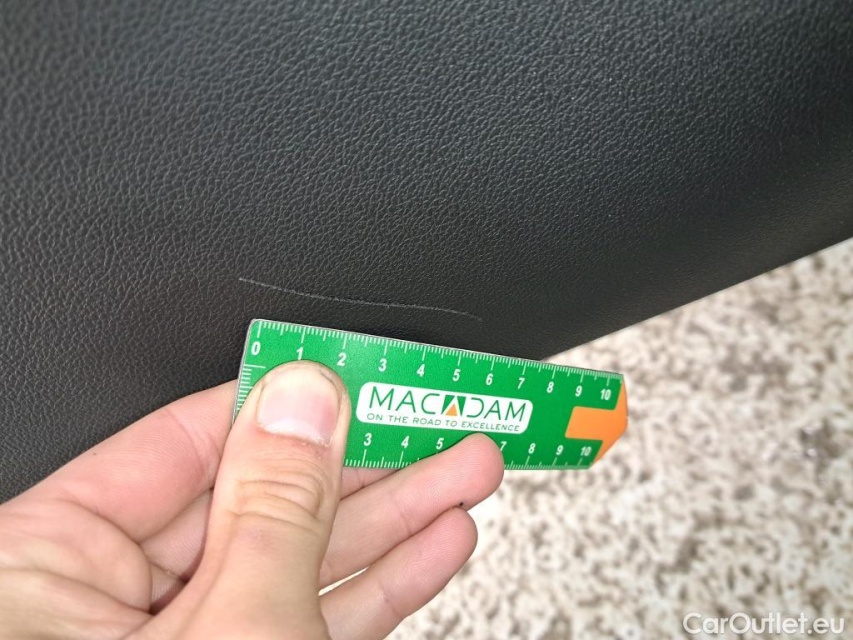 0 1 2 3 4 5 6 7 8 9 10
MACADAM
ON THE ROAD TO EXCELLENCE
3 4 5 7 8 9 10
CarOutlet.eu